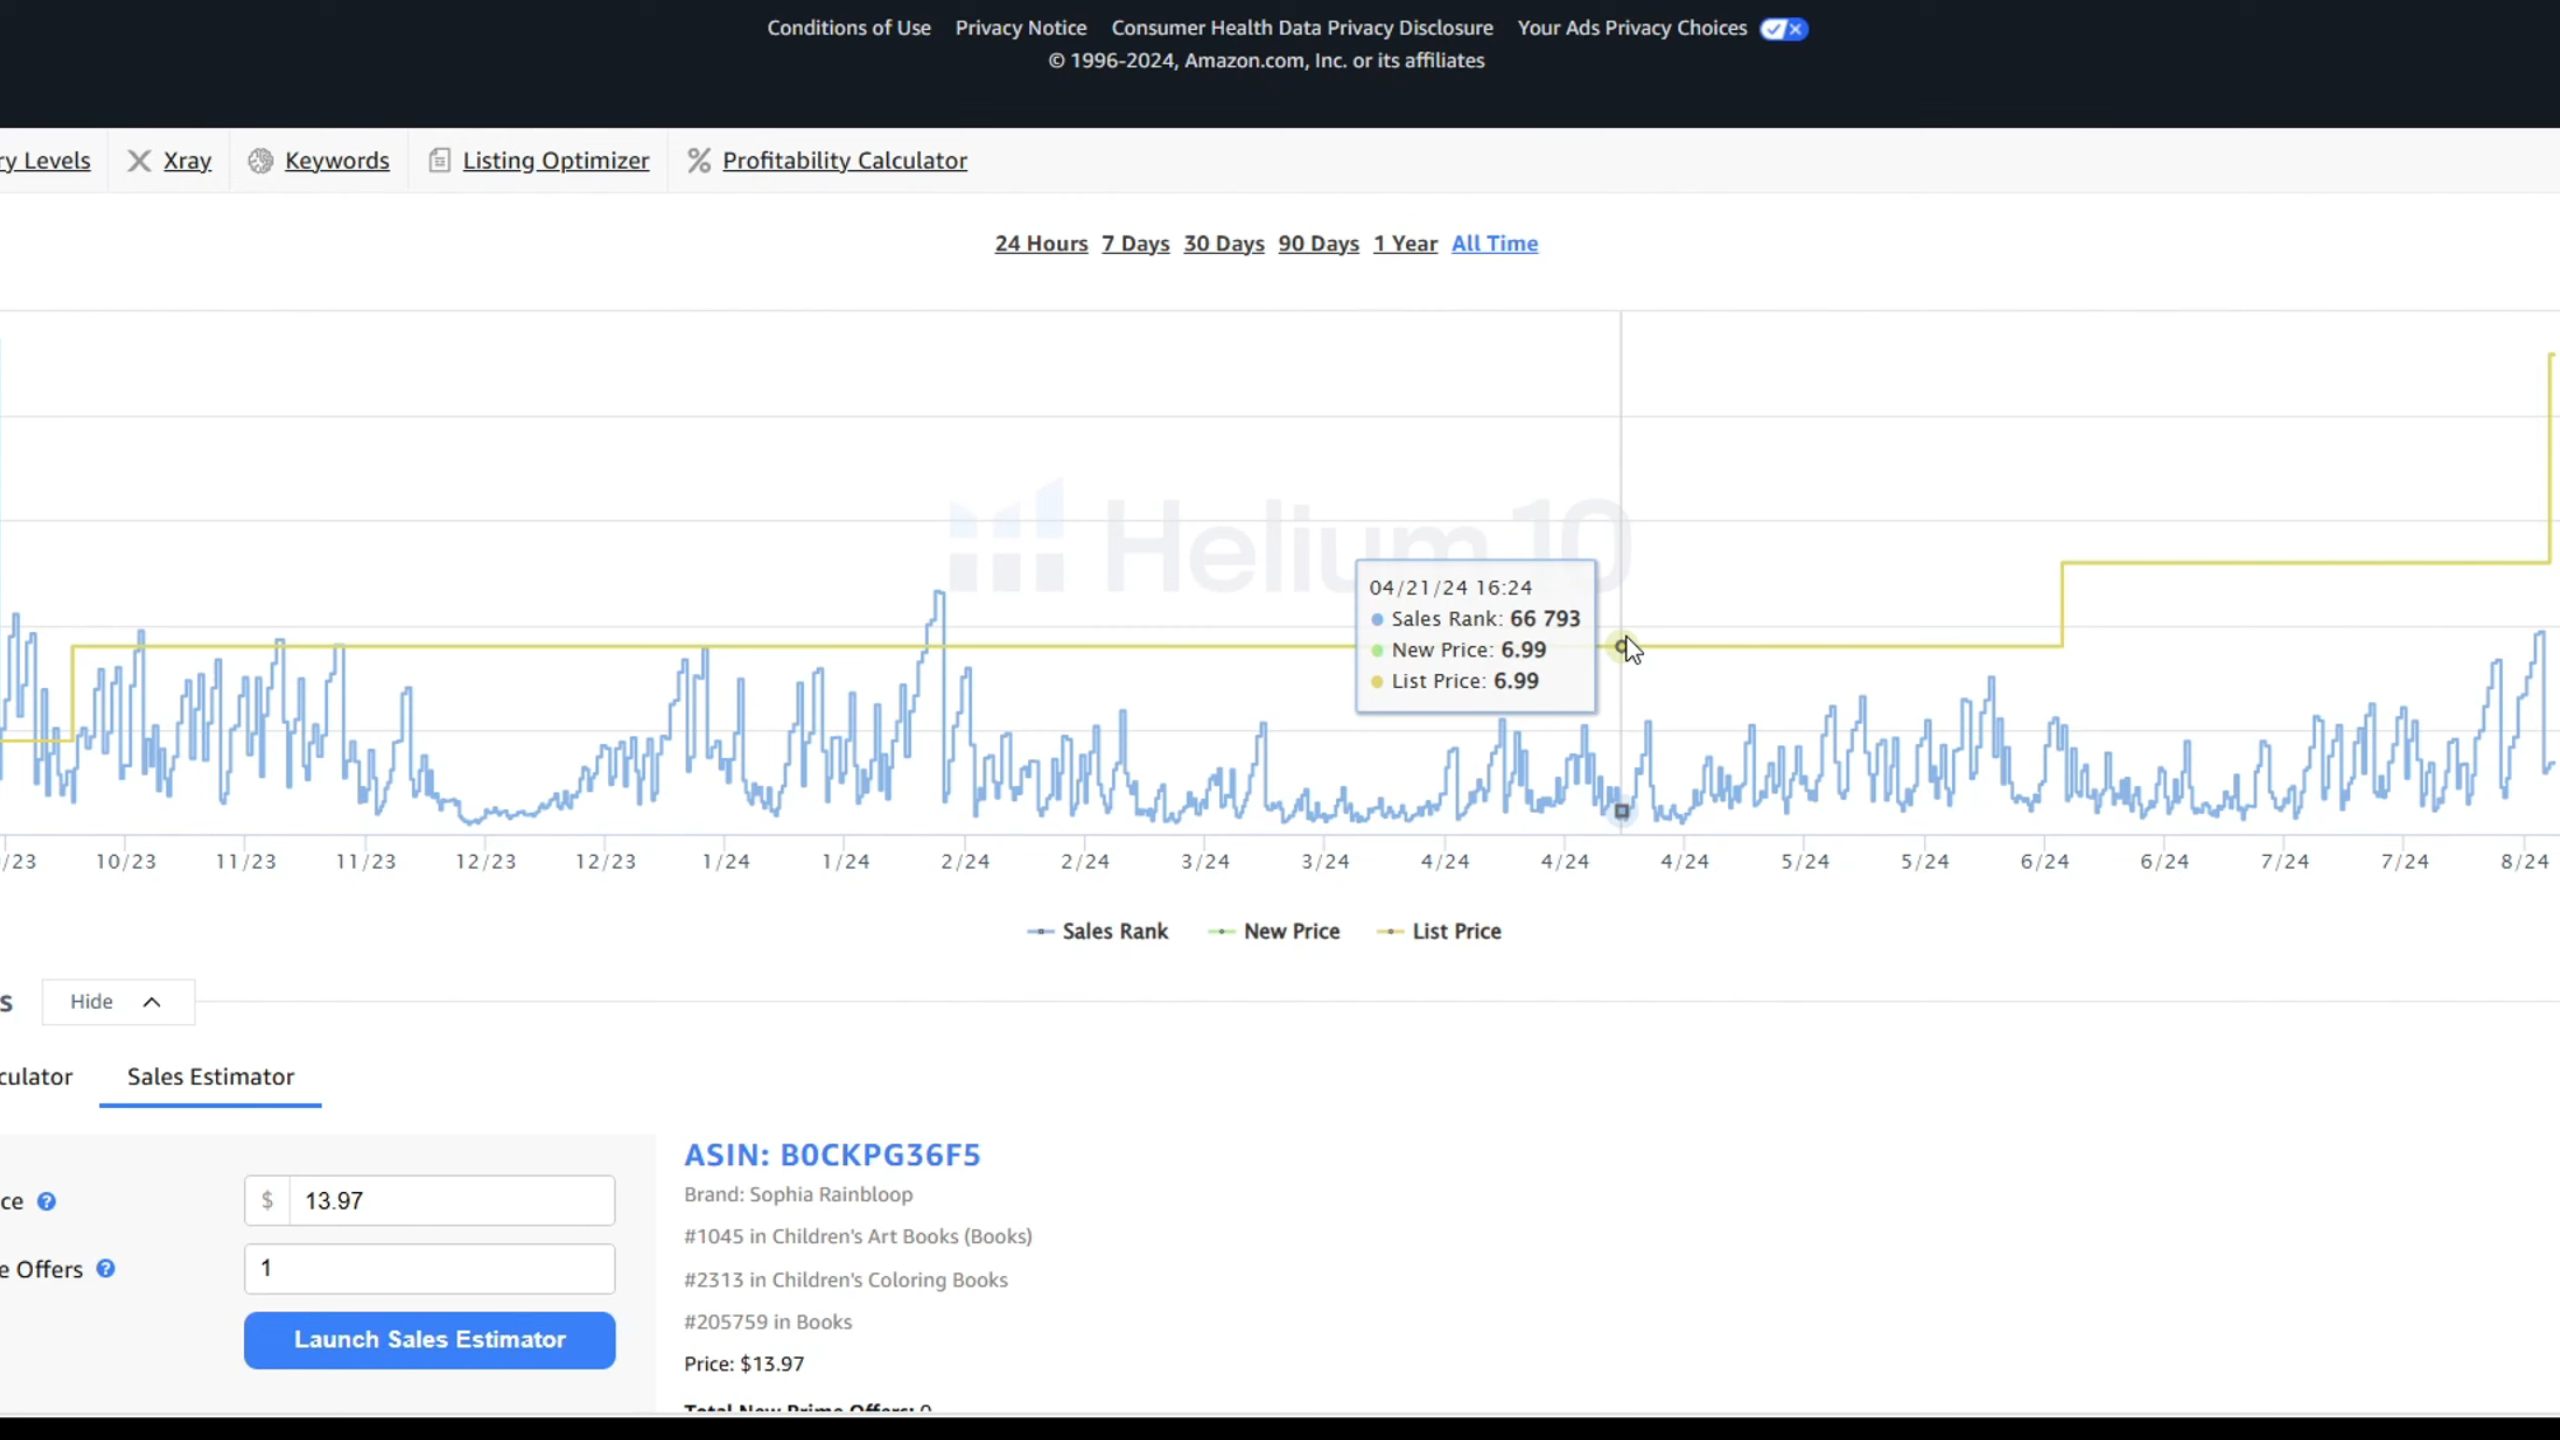 Conditions of Use Privacy Notice Consumer Health Data Privacy Disclosure Your Ads Privacy Choices
© 1996-2024, Amazon.com, Inc. or its affiliates
ry Levels Xray Keywords Listing Optimizer % Profitability Calculator
24 Hours 7 Days 30 Days 90 Days 1 Year All Time
Helium 10
04/21/24 16:24
Sales Rank: 66 793
New Price: 6.99
List Price: 6.99
/23 10/23 11/23 11/23 12/23 12/23 1/24 1/24 2/24 2/24 3/24 3/24 4/24 4/24 4/24 5/24 5/24 6/24 6/24 7/24 7/24 8/24
Sales Rank New Price List Price
s Hide
culator Sales Estimator
ce ? $ 13.97
e Offers ? 1
Launch Sales Estimator
ASIN: B0CKPG36F5
Brand: Sophia Rainbloop
#1045 in Children's Art Books (Books)
#2313 in Children's Coloring Books
#205759 in Books
Price: $13.97
Total New Prime Offers: 0